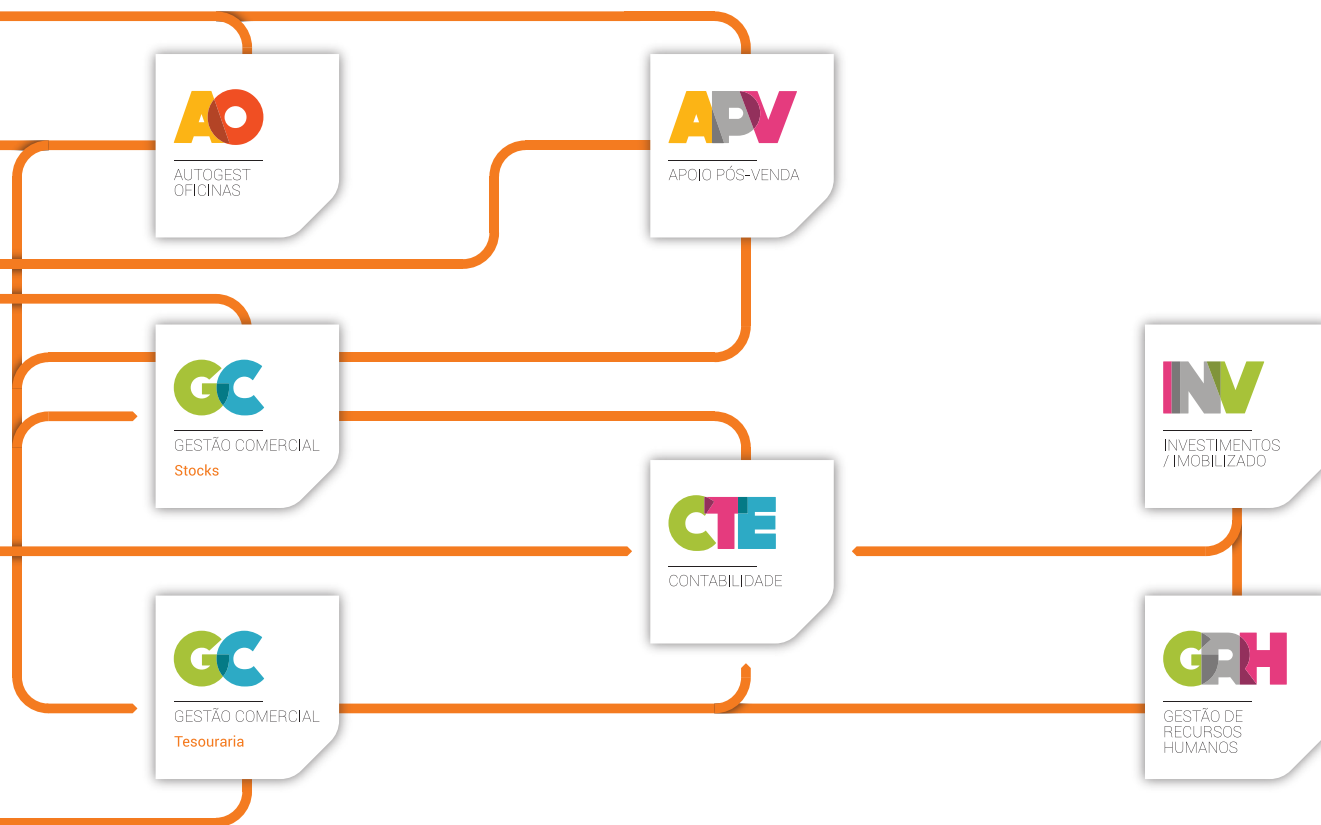 AO
AUTOGEST
OFICINAS
APV
APOIO PÓS-VENDA
GC
GESTÃO COMERCIAL
Stocks
INV
INVESTIMENTOS
/ IMOBILIZADO
CTE
CONTABILIDADE
GC
GESTÃO COMERCIAL
Tesouraria
GRH
GESTÃO DE
RECURSOS
HUMANOS